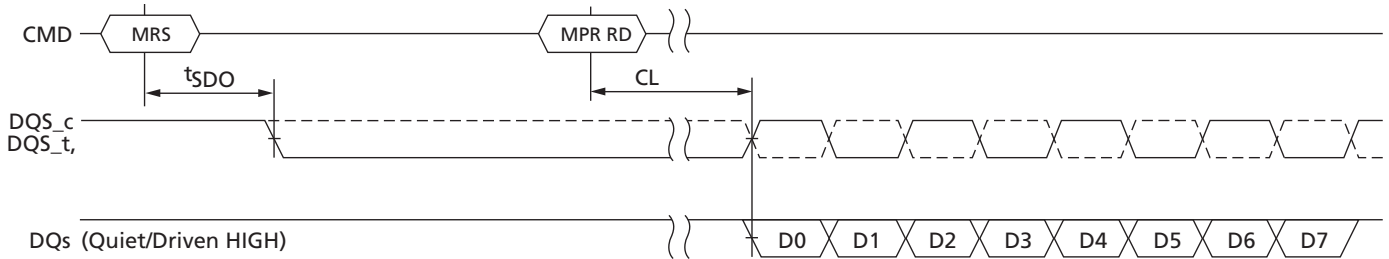 CMD MRS MPR RD
tSDO CL
DQS_c
DQS_t,
DQs (Quiet/Driven HIGH) D0 D1 D2 D3 D4 D5 D6 D7